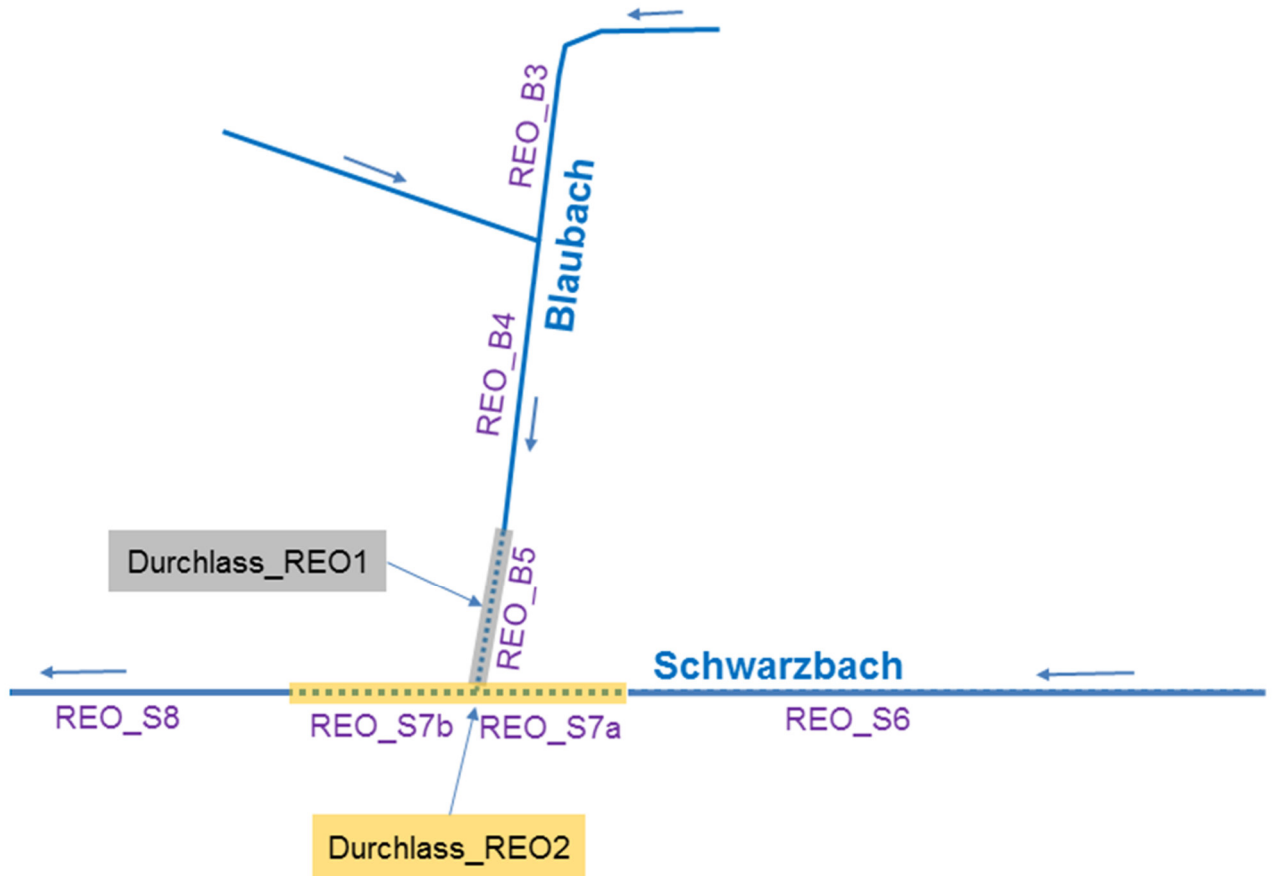 REO_B3
Blaubach
REO_B4
Durchlass_REO1
REO_B5
Schwarzbach
REO_S8
REO_S7b
REO_S7a
REO_S6
Durchlass_REO2